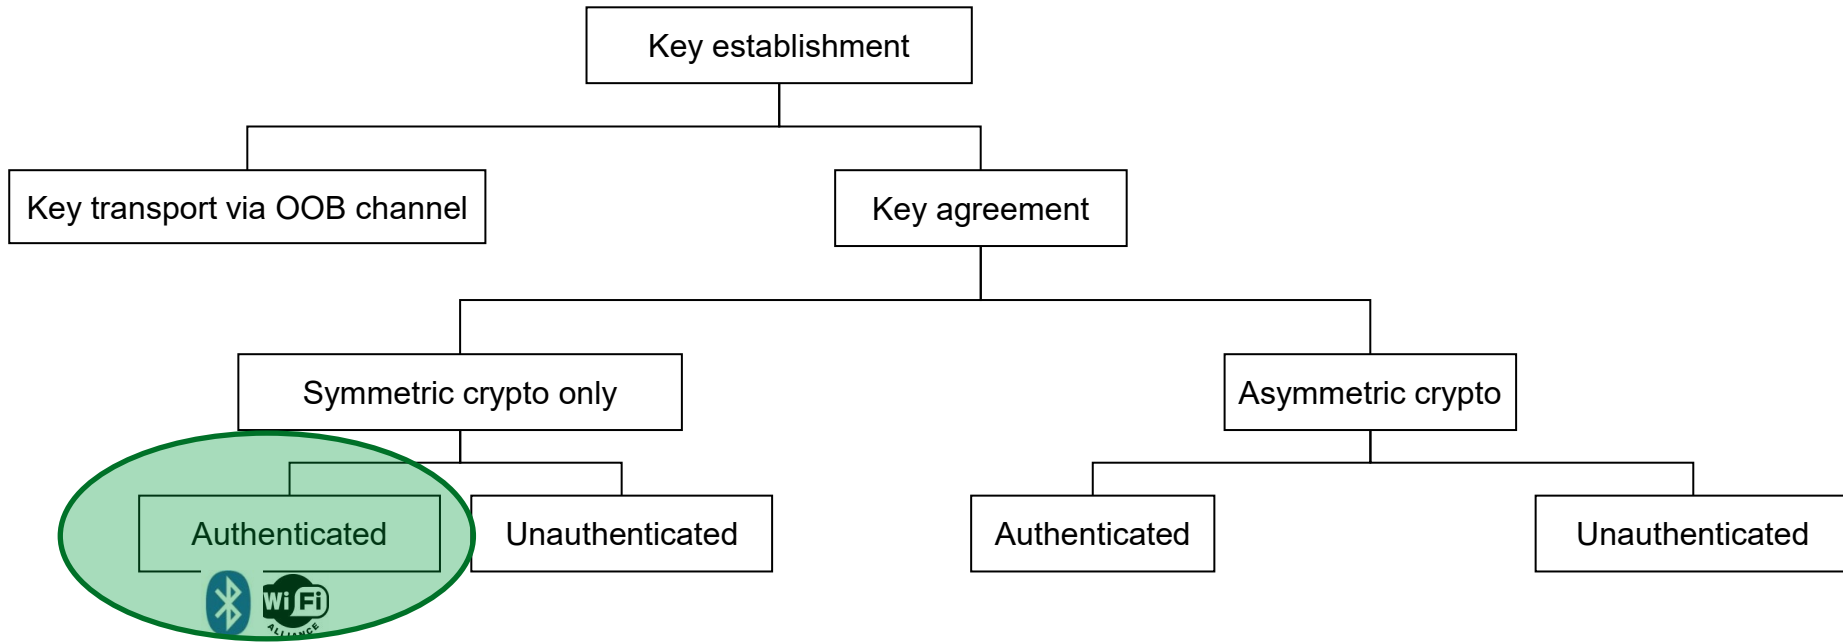 Key establishment
Key transport via OOB channel
Key agreement
Symmetric crypto only
Asymmetric crypto
Authenticated
Unauthenticated
Authenticated
Unauthenticated
Wi Fi
ALLIANCE